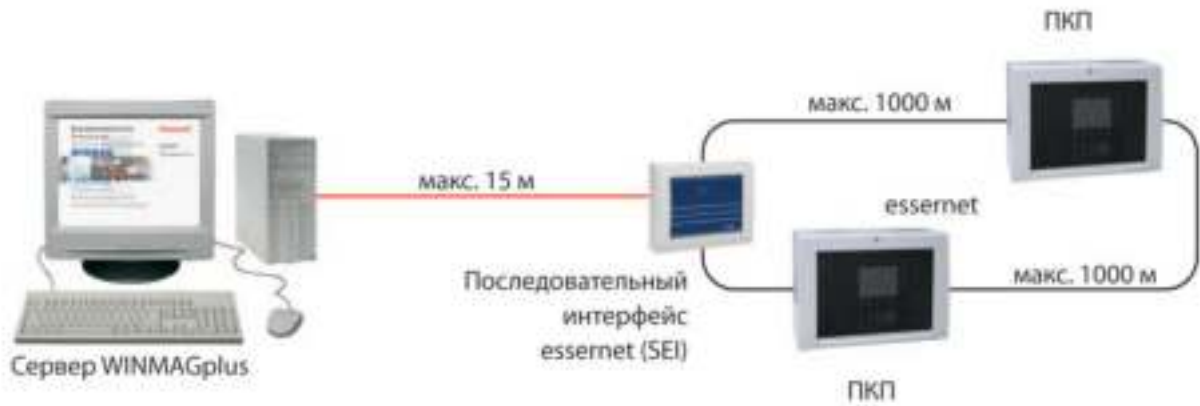 ПКП
макс. 1000 м
макс. 15 м
essernet
макс. 1000 м
Последовательный
интерфейс
essernet (SEI)
Сервер WINMAGplus
ПКП